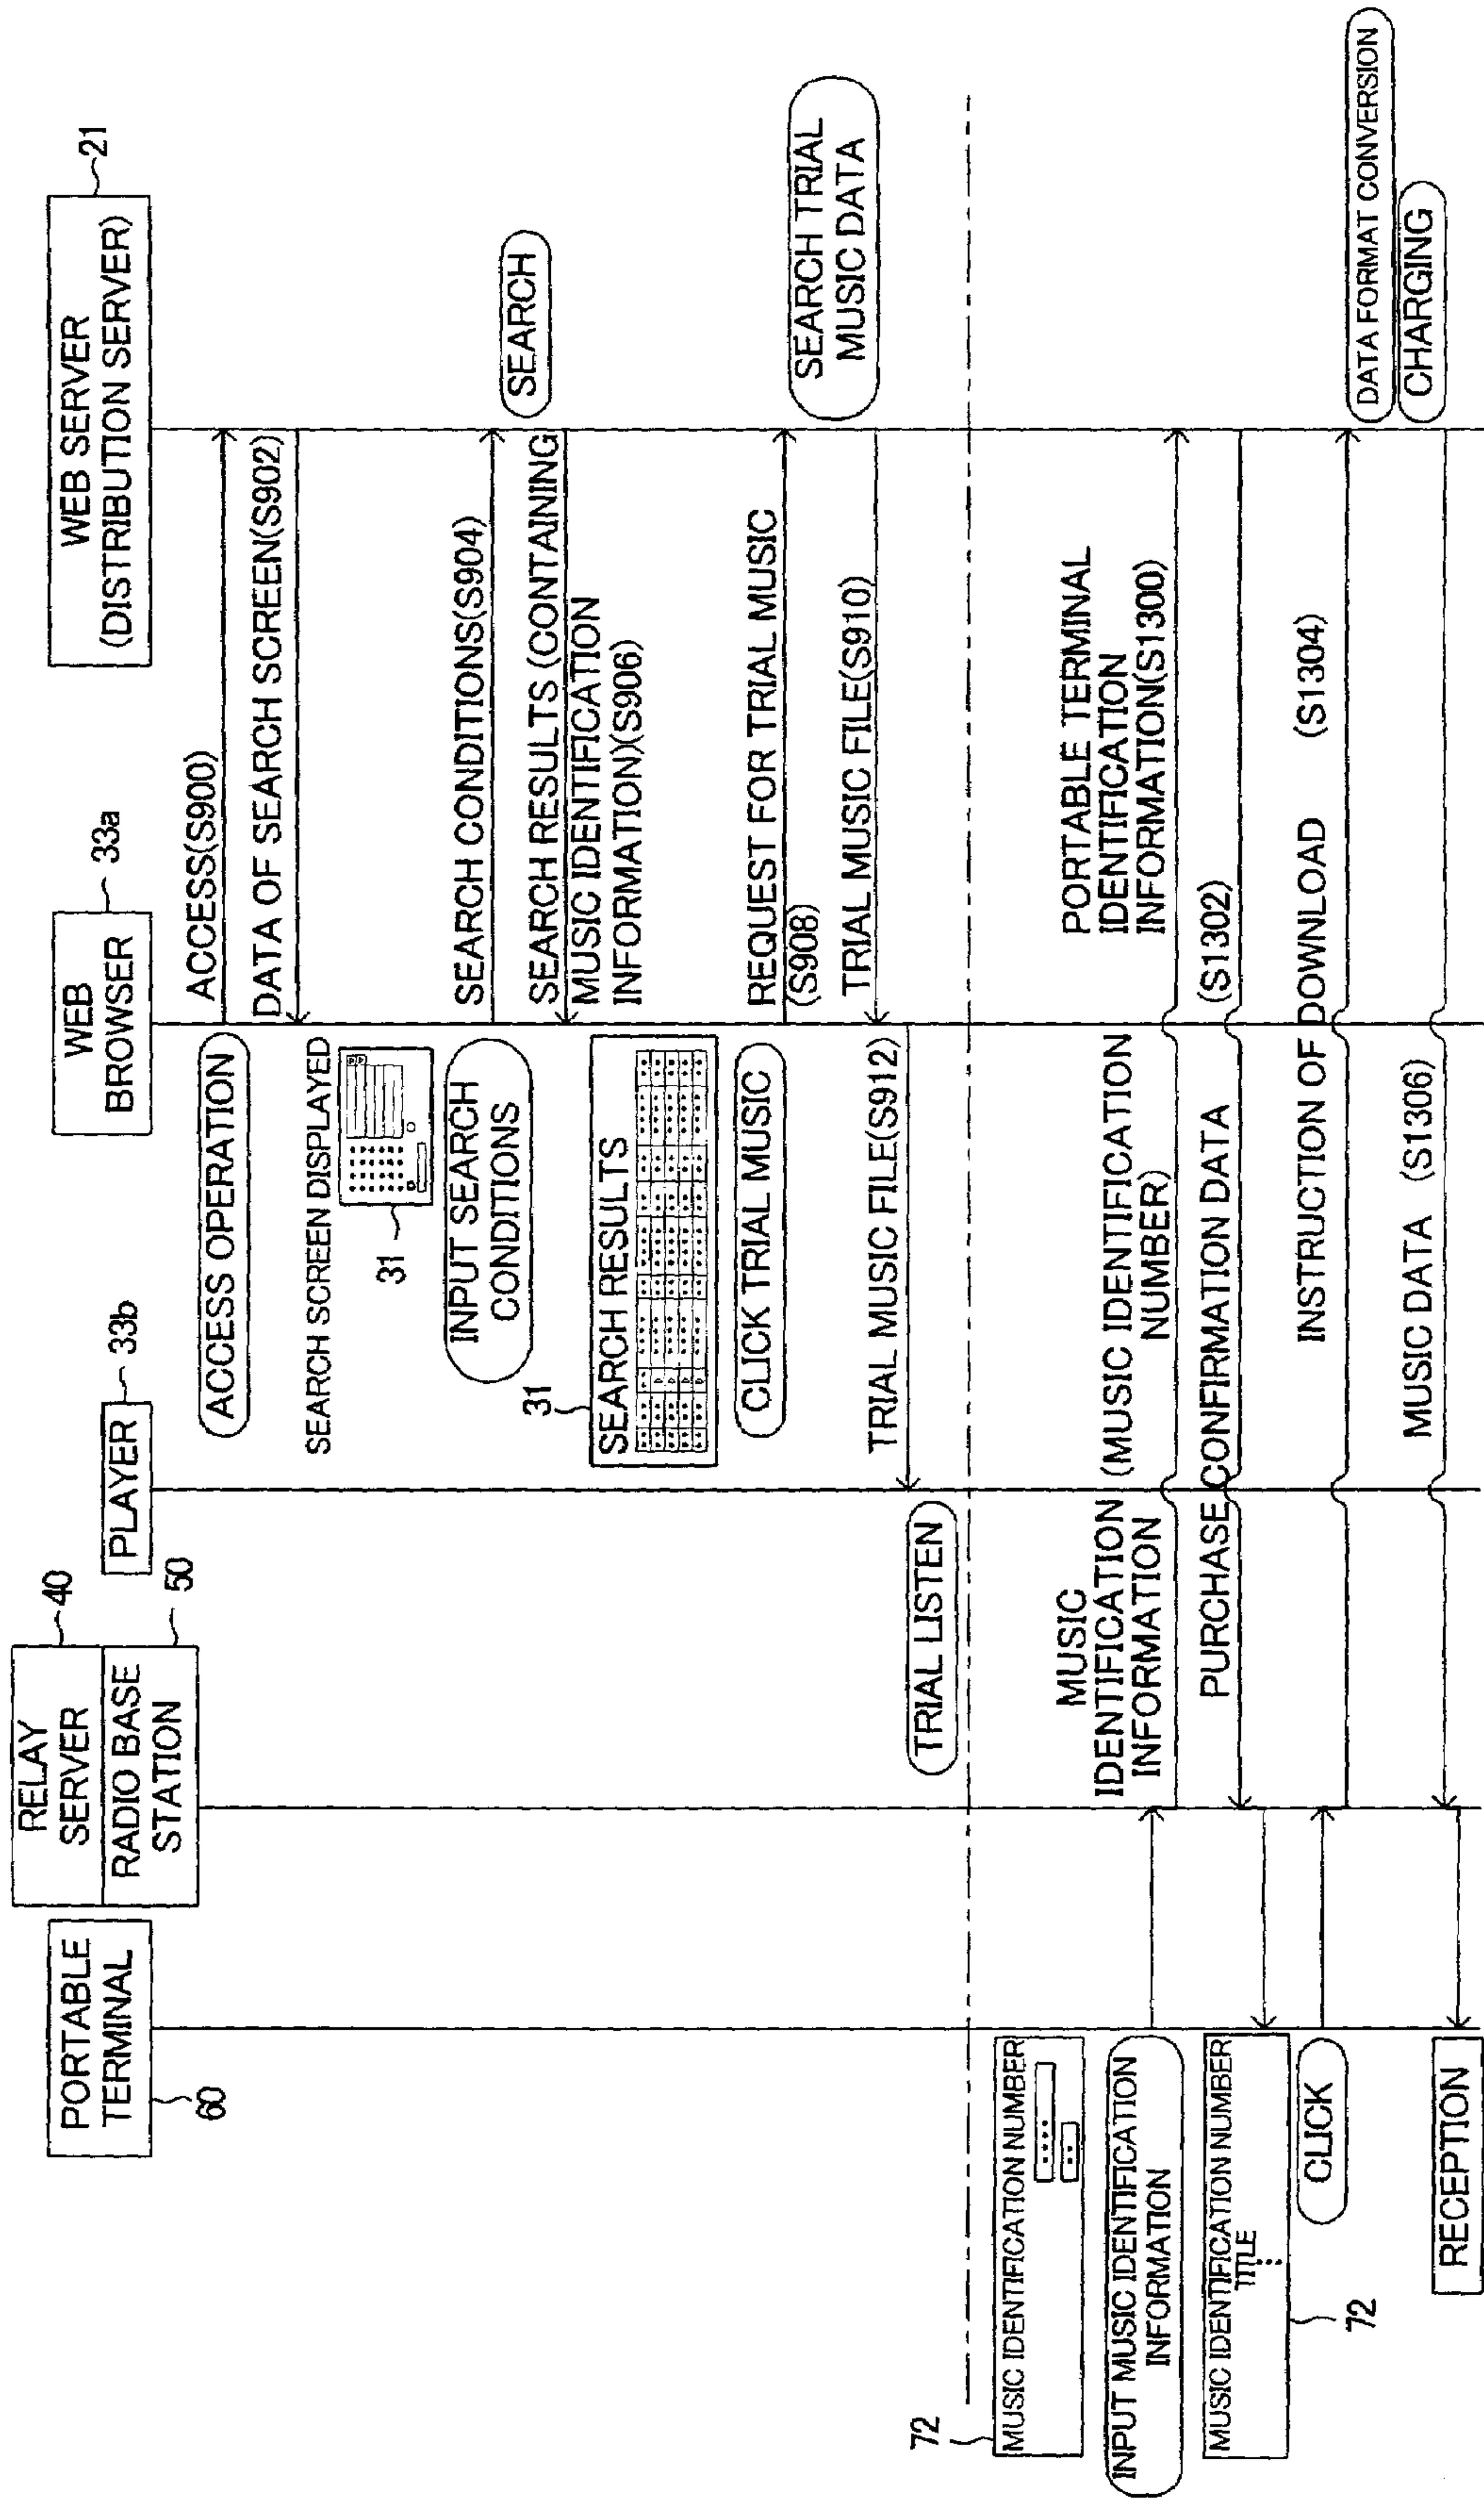 PORTABLE
TERMINAL
60
RELAY
SERVER
40
RADIO BASE
STATION
50
PLAYER
33b
WEB
BROWSER
33a
WEB SERVER
(DISTRIBUTION SERVER)
21
ACCESS OPERATION
ACCESS(S900)
DATA OF SEARCH SCREEN(S902)
SEARCH SCREEN DISPLAYED
31
INPUT SEARCH
CONDITIONS
SEARCH CONDITIONS(S904)
SEARCH
SEARCH RESULTS (CONTAINING
MUSIC IDENTIFICATION
INFORMATION)(S906)
31
SEARCH RESULTS
CLICK TRIAL MUSIC
REQUEST FOR TRIAL MUSIC
(S908)
SEARCH TRIAL
MUSIC DATA
TRIAL MUSIC FILE(S910)
TRIAL MUSIC FILE(S912)
TRIAL LISTEN
72
MUSIC IDENTIFICATION NUMBER
INPUT MUSIC IDENTIFICATION
INFORMATION
MUSIC
IDENTIFICATION
INFORMATION
(MUSIC IDENTIFICATION
NUMBER)
PORTABLE TERMINAL
IDENTIFICATION
INFORMATION(S1300)
PURCHASE CONFIRMATION DATA (S1302)
MUSIC IDENTIFICATION NUMBER
TITLE
72
CLICK
INSTRUCTION OF DOWNLOAD (S1304)
DATA FORMAT CONVERSION
CHARGING
MUSIC DATA (S1306)
RECEPTION